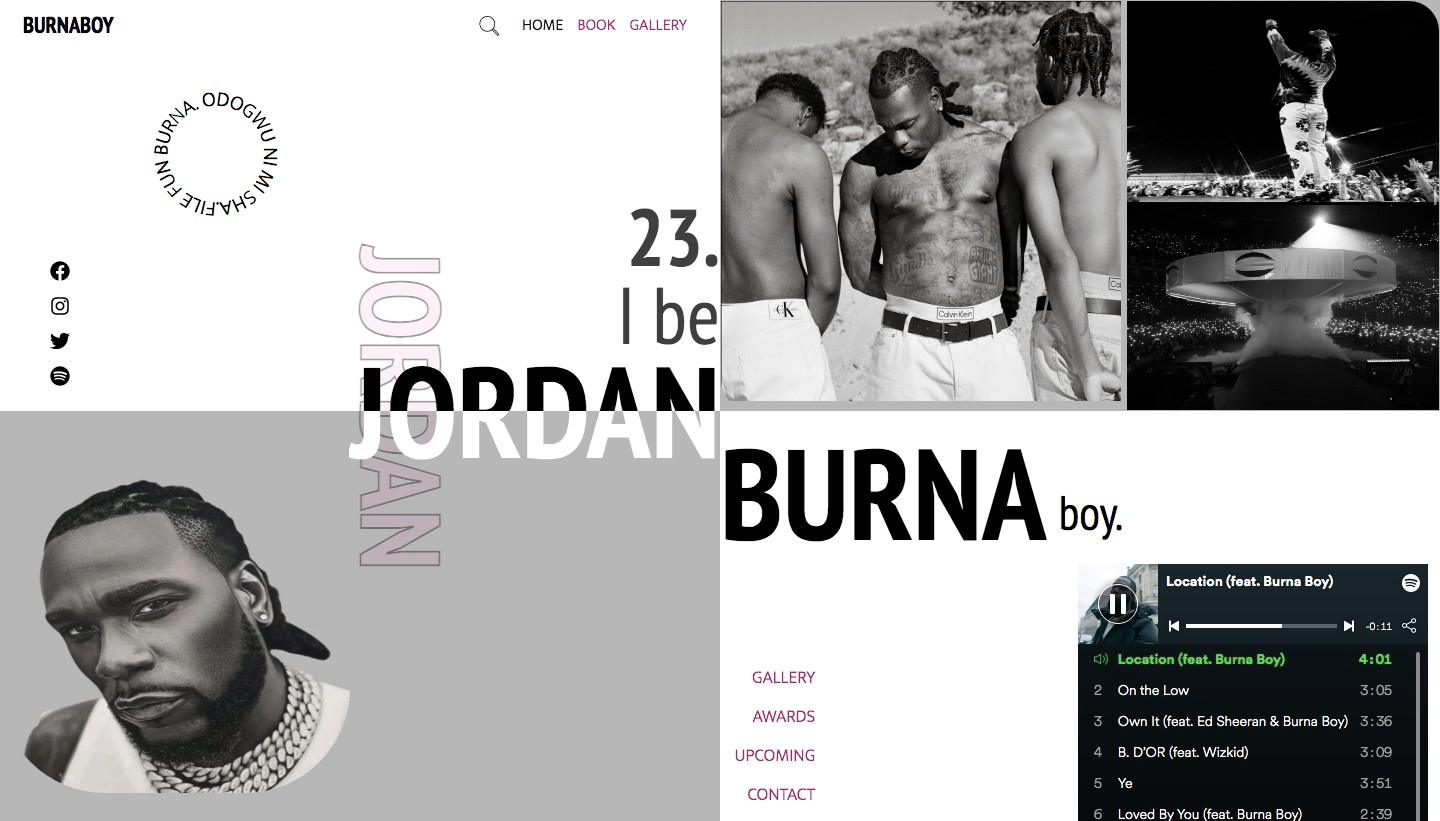 BURNABOY
HOME BOOK GALLERY
ODOGWU NI MI SHA.FILE FUN BURNA.
23.
I be
JORDAN
JORDAN
cK
Calvin Klein
BURNA boy.
GALLERY
AWARDS
UPCOMING
CONTACT
Location (feat. Burna Boy)
-0:11
Location (feat. Burna Boy) 4:01
2 On the Low 3:05
3 Own It (feat. Ed Sheeran & Burna Boy) 3:36
4 B. D'OR (feat. Wizkid) 3:09
5 Ye 3:51
6 Loved By You (feat. Burna Boy) 2:39